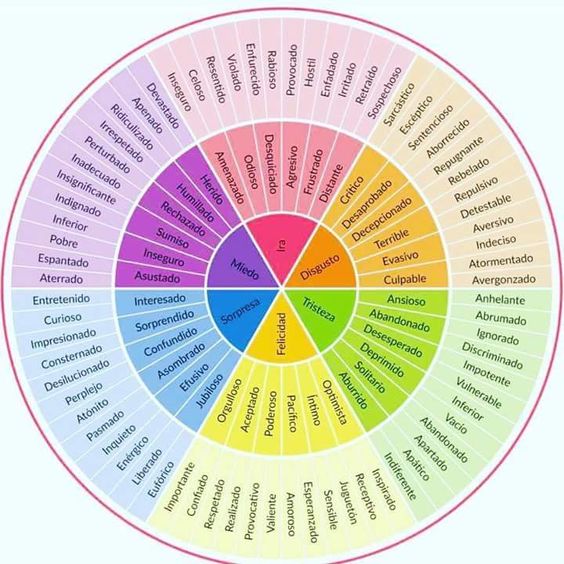 Ira
Disgusto
Tristeza
Felicidad
Sorpresa
Miedo
Amenazado
Odioso
Desquiciado
Agresivo
Frustrado
Distante
Crítico
Desaprobado
Decepcionado
Terrible
Evasivo
Culpable
Ansioso
Abandonado
Desesperado
Deprimido
Solitario
Aburrido
Optimista
Íntimo
Pacífico
Poderoso
Aceptado
Orgulloso
Jubiloso
Efusivo
Asombrado
Confundido
Sorprendido
Interesado
Asustado
Inseguro
Sumiso
Rechazado
Humillado
Herido
Inseguro
Celoso
Resentido
Violado
Enfurecido
Rabioso
Provocado
Hostil
Enfadado
Irritado
Retraído
Sospechoso
Sarcástico
Escéptico
Sentencioso
Aborrecido
Repugnante
Rebelado
Repulsivo
Detestable
Aversivo
Indeciso
Atormentado
Avergonzado
Anhelante
Abrumado
Ignorado
Discriminado
Impotente
Vulnerable
Inferior
Vacío
Abandonado
Apartado
Apático
Indiferente
Inspirado
Receptivo
Juguetón
Sensible
Esperanzado
Amoroso
Valiente
Provocativo
Realizado
Respetado
Confiado
Importante
Eufórico
Liberado
Enérgico
Inquieto
Pasmado
Atónito
Perplejo
Desilucionado
Consternado
Impresionado
Curioso
Entretenido
Aterrado
Espantado
Pobre
Inferior
Indignado
Insignificante
Inadecuado
Perturbado
Irrespetado
Ridiculizado
Apenado
Devastado